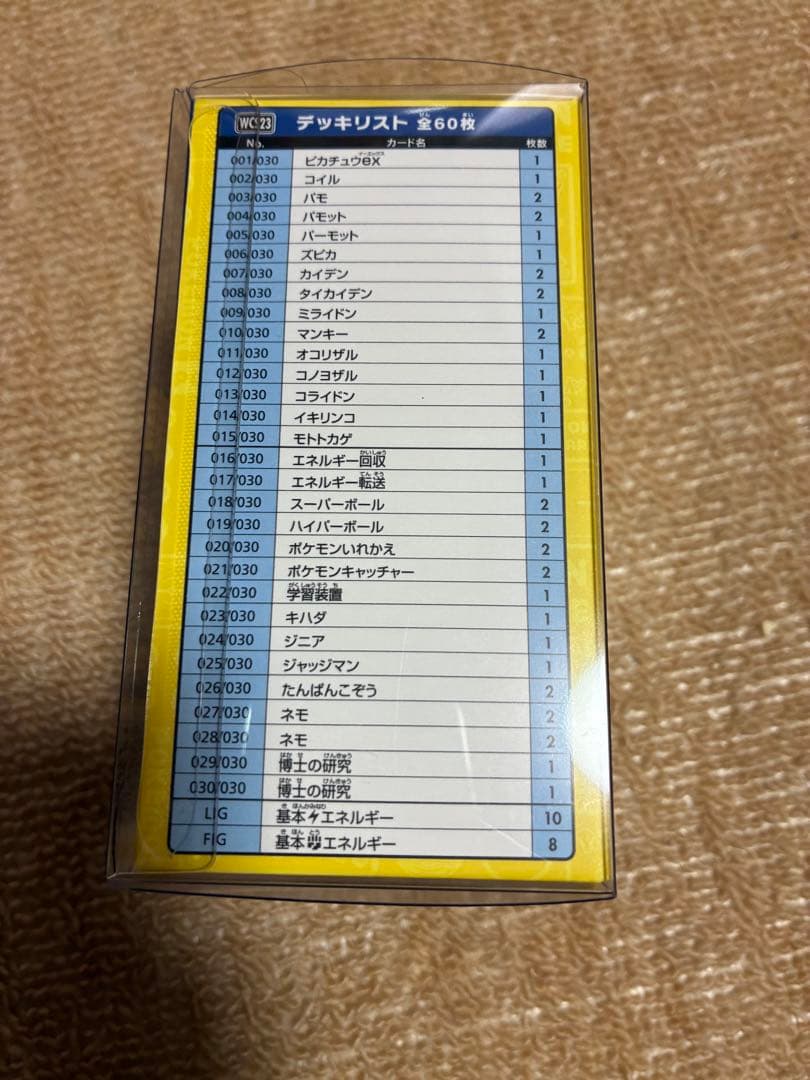 WCS23 デッキリスト 全60枚
No. カード名 枚数
001/030 ピカチュウex 1
002/030 コイル 1
003/030 パモ 2
004/030 パモット 2
005/030 パーモット 1
006/030 ズピカ 1
007/030 カイデン 2
008/030 タイカイデン 2
009/030 ミライドン 1
010/030 マンキー 2
011/030 オコリザル 1
012/030 コノヨザル 1
013/030 コライドン 1
014/030 イキリンコ 1
015/030 モトトカゲ 1
016/030 エネルギー回収 1
017/030 エネルギー転送 1
018/030 スーパーボール 2
019/030 ハイパーボール 2
020/030 ポケモンいれかえ 2
021/030 ポケモンキャッチャー 2
022/030 学習装置 1
023/030 キハダ 1
024/030 ジニア 1
025/030 ジャッジマン 1
026/030 たんぱんこぞう 2
027/030 ネモ 2
028/030 ネモ 2
029/030 博士の研究 1
030/030 博士の研究 1
LIG 基本エネルギー 10
FIG 基本エネルギー 8